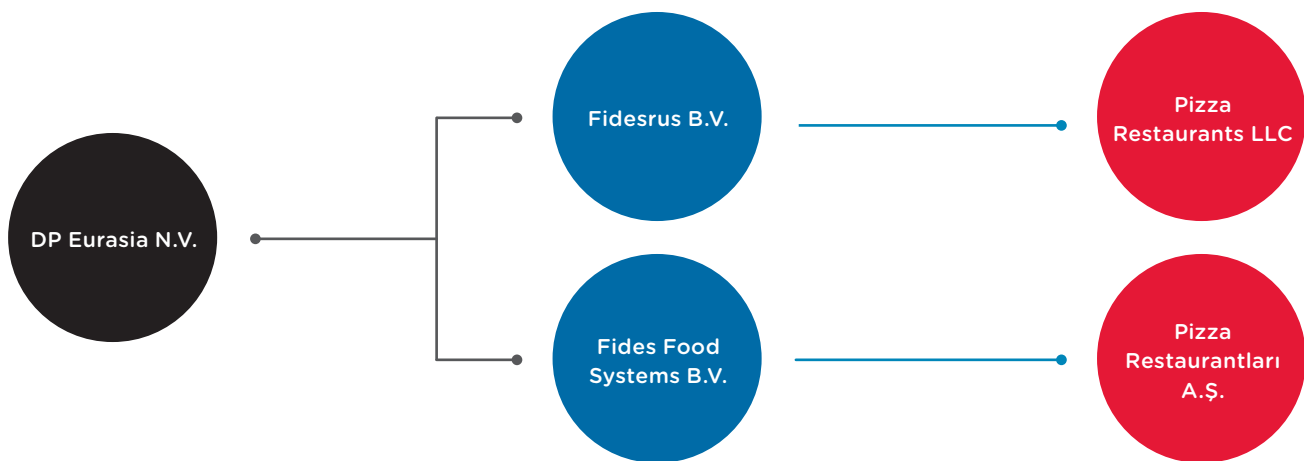 DP Eurasia N.V.
Fidesrus B.V.
Pizza
Restaurants LLC
Fides Food
Systems B.V.
Pizza
Restaurantları
A.Ş.